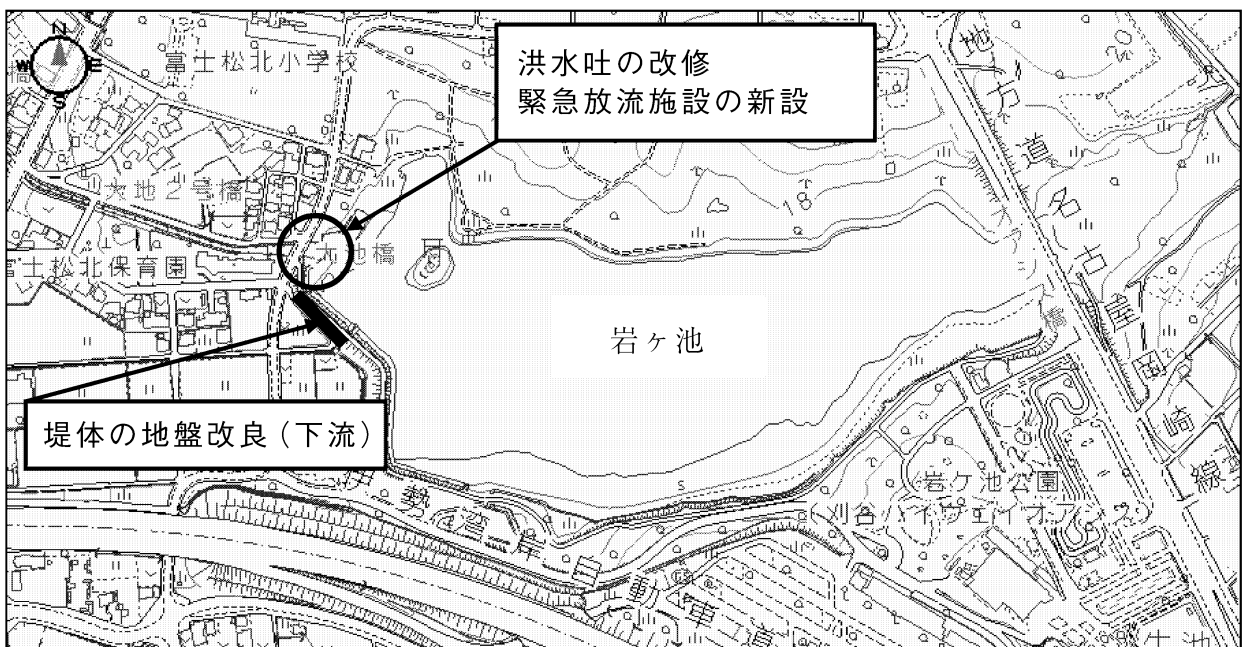 洪水吐の改修
緊急放流施設の新設
N
W E
S
富士松北小学校
大地2号橋
大池橋
富士松北保育園
18
地方道名古屋岡崎線
岩ヶ池
堤体の地盤改良(下流)
岩ケ池公園
刈谷ハイウェイオアシス
伊勢湾岸自動車道